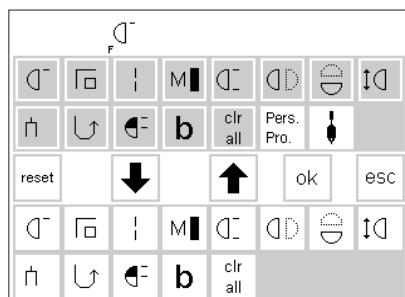 F
M
b clr all Pers. Pro.
reset ok esc
M
b clr all